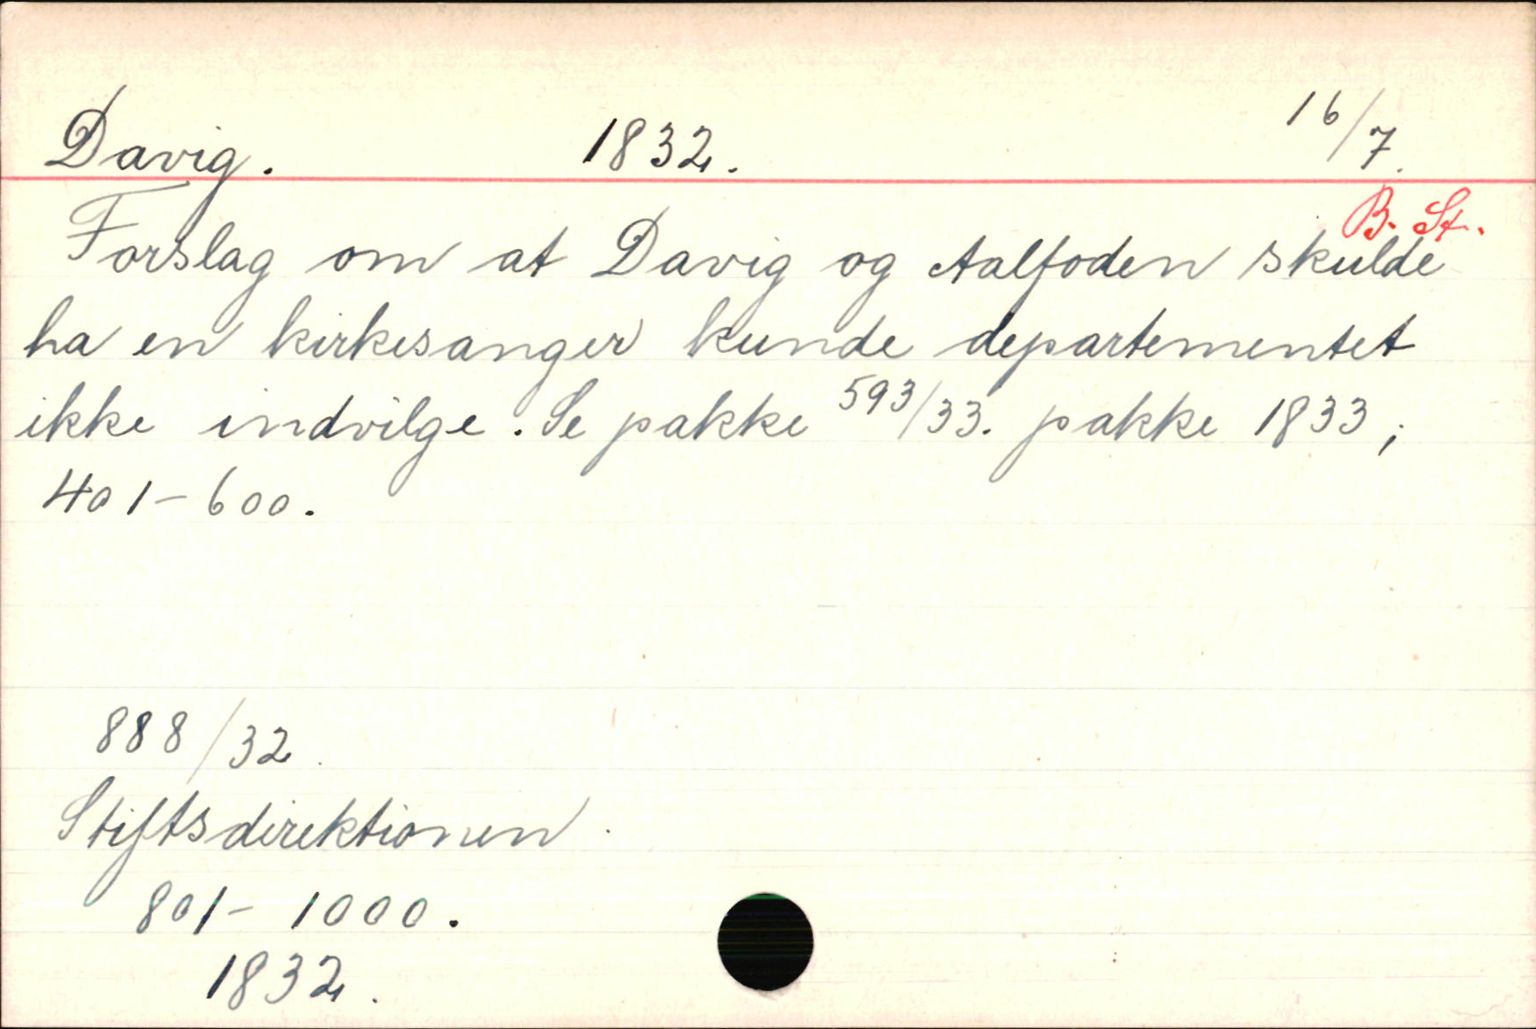 Davig. 1832. 16/7.
B. St.
Forslag om at Davig og Aalfoden skulde
ha en kirkesanger kunde departementet
ikke indvilge. Se pakke 593/33. pakke 1833;
401-600.
888/32.
Stiftsdirektionen.
801- 1000.
1832.